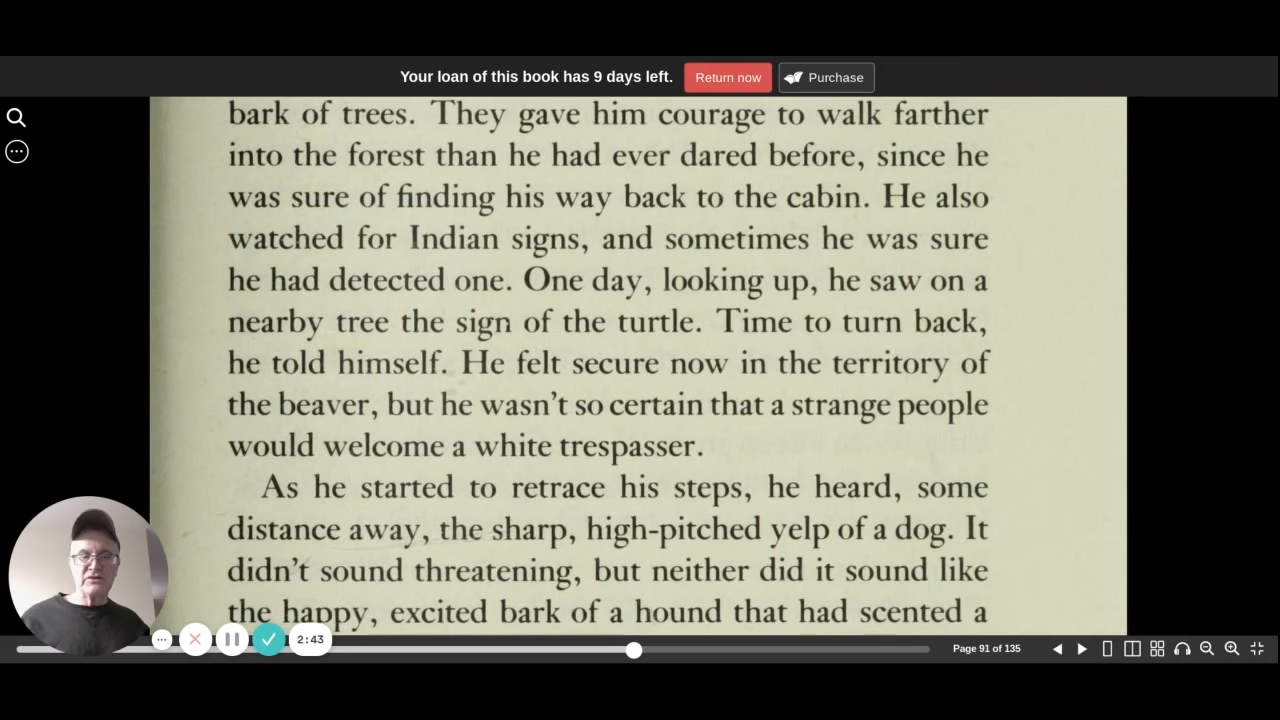 Your loan of this book has 9 days left. Return now Purchase
bark of trees. They gave him courage to walk farther
into the forest than he had ever dared before, since he
was sure of finding his way back to the cabin. He also
watched for Indian signs, and sometimes he was sure
he had detected one. One day, looking up, he saw on a
nearby tree the sign of the turtle. Time to turn back,
he told himself. He felt secure now in the territory of
the beaver, but he wasn't so certain that a strange people
would welcome a white trespasser.
As he started to retrace his steps, he heard, some
distance away, the sharp, high-pitched yelp of a dog. It
didn't sound threatening, but neither did it sound like
the happy, excited bark of a hound that had scented a
2:43
Page 91 of 135